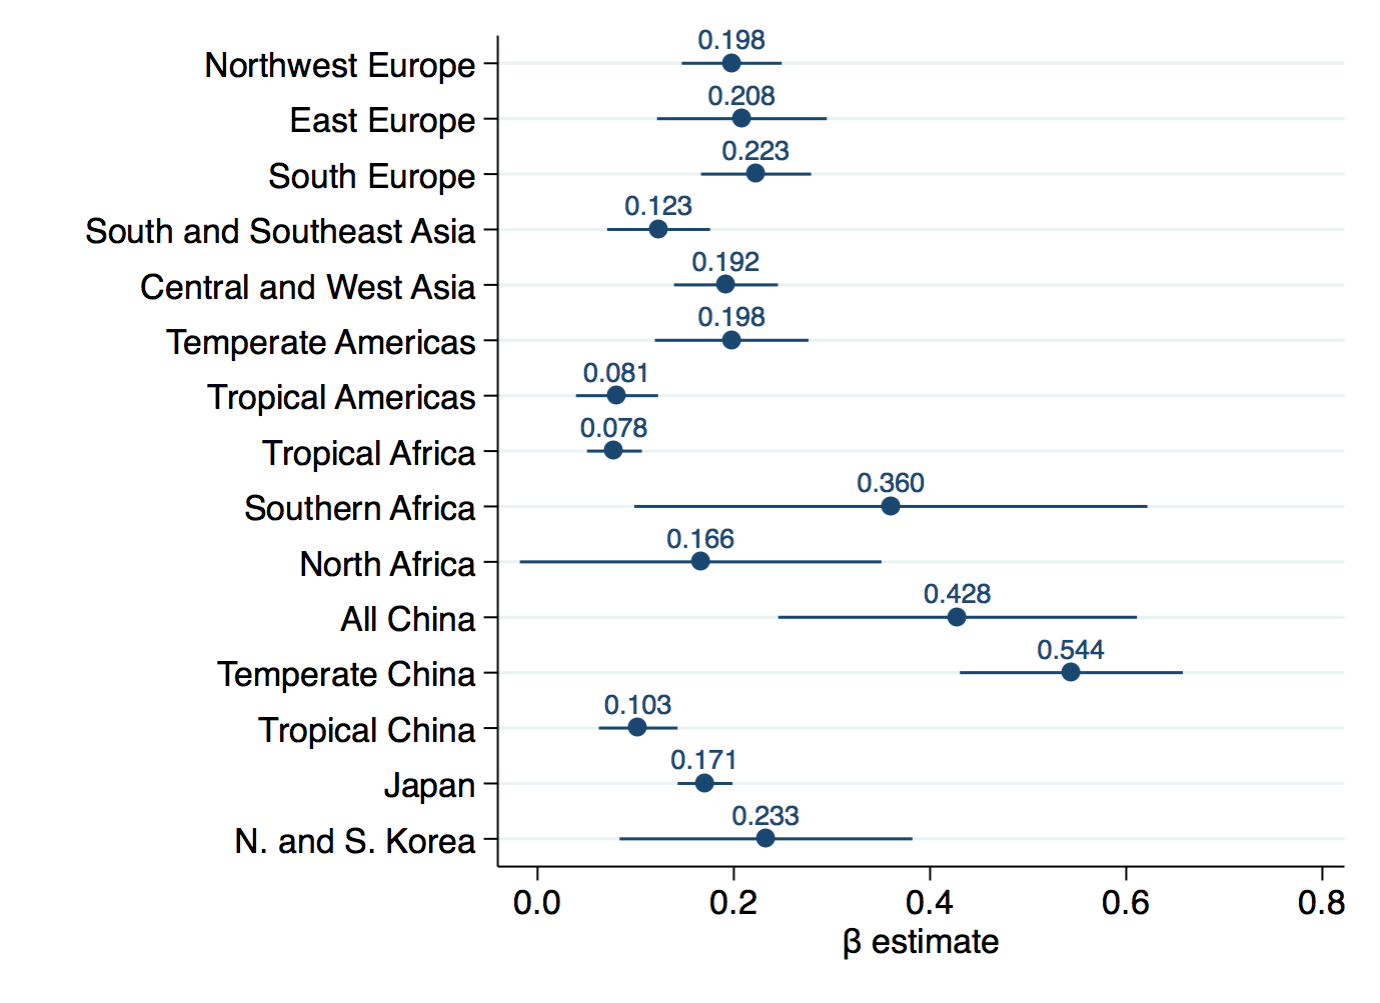 0.198
Northwest Europe
0.208
East Europe
0.223
South Europe
0.123
South and Southeast Asia
0.192
Central and West Asia
0.198
Temperate Americas
0.081
Tropical Americas
0.078
Tropical Africa
0.360
Southern Africa
0.166
North Africa
0.428
All China
0.544
Temperate China
0.103
Tropical China
0.171
Japan
0.233
N. and S. Korea
0.0 0.2 0.4 0.6 0.8
β estimate